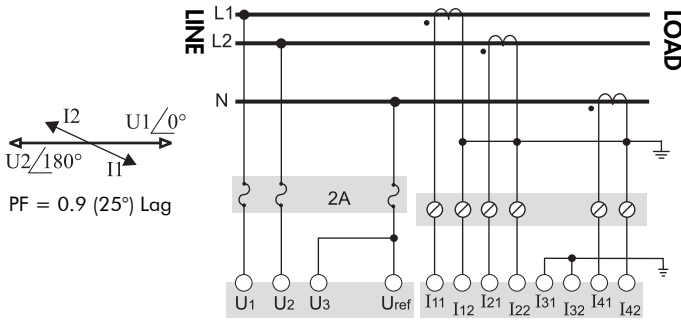 L1
LINE
LOAD
L2
N
I2
U1/0°
U2/180°
I1
PF = 0.9 (25°) Lag
2A
U1 U2 U3 Uref I11 I12 I21 I22 I31 I32 I41 I42